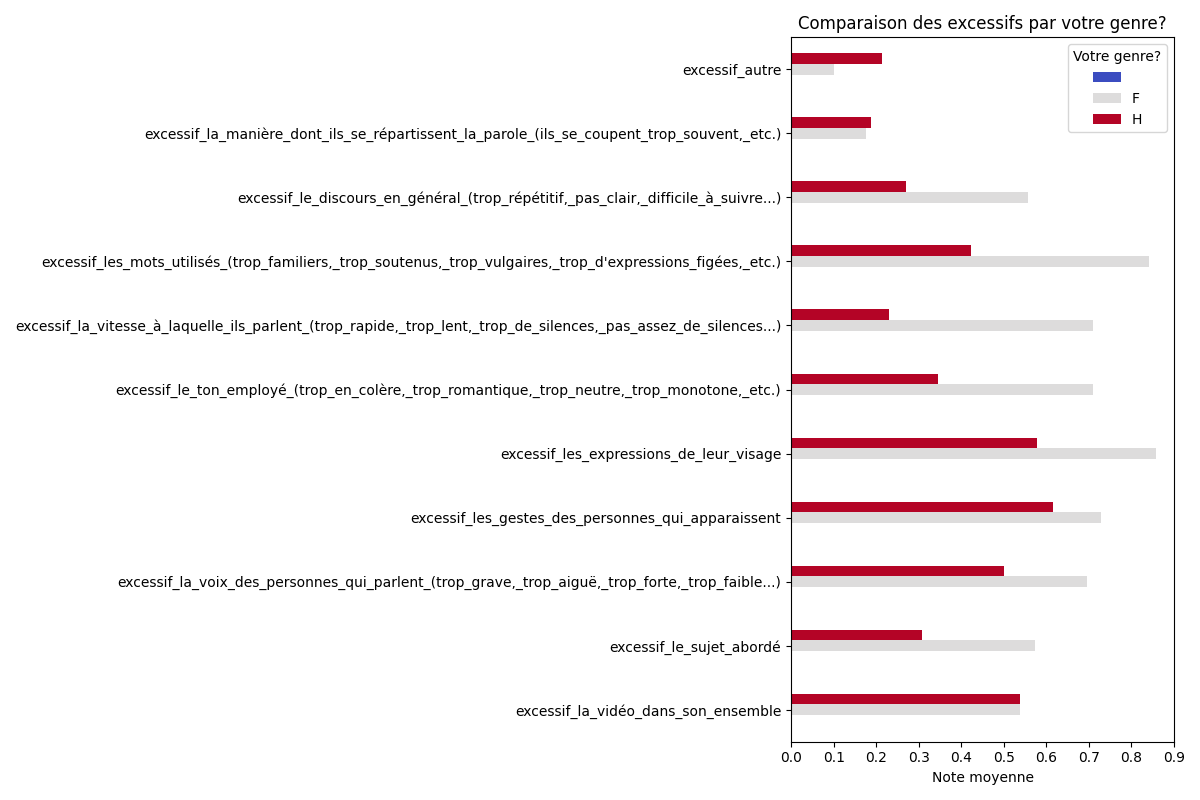 Comparaison des excessifs par votre genre?
Votre genre?
F
H
excessif_autre
excessif_la_manière_dont_ils_se_répartissent_la_parole_(ils_se_coupent_trop_souvent,_etc.)
excessif_le_discours_en_général_(trop_répétitif,_pas_clair,_difficile_à_suivre...)
excessif_les_mots_utilisés_(trop_familiers,_trop_soutenus,_trop_vulgaires,_trop_d'expressions_figées,_etc.)
excessif_la_vitesse_à_laquelle_ils_parlent_(trop_rapide,_trop_lent,_trop_de_silences,_pas_assez_de_silences...)
excessif_le_ton_employé_(trop_en_colère,_trop_romantique,_trop_neutre,_trop_monotone,_etc.)
excessif_les_expressions_de_leur_visage
excessif_les_gestes_des_personnes_qui_apparaissent
excessif_la_voix_des_personnes_qui_parlent_(trop_grave,_trop_aiguë,_trop_forte,_trop_faible...)
excessif_le_sujet_abordé
excessif_la_vidéo_dans_son_ensemble
0.0 0.1 0.2 0.3 0.4 0.5 0.6 0.7 0.8 0.9
Note moyenne